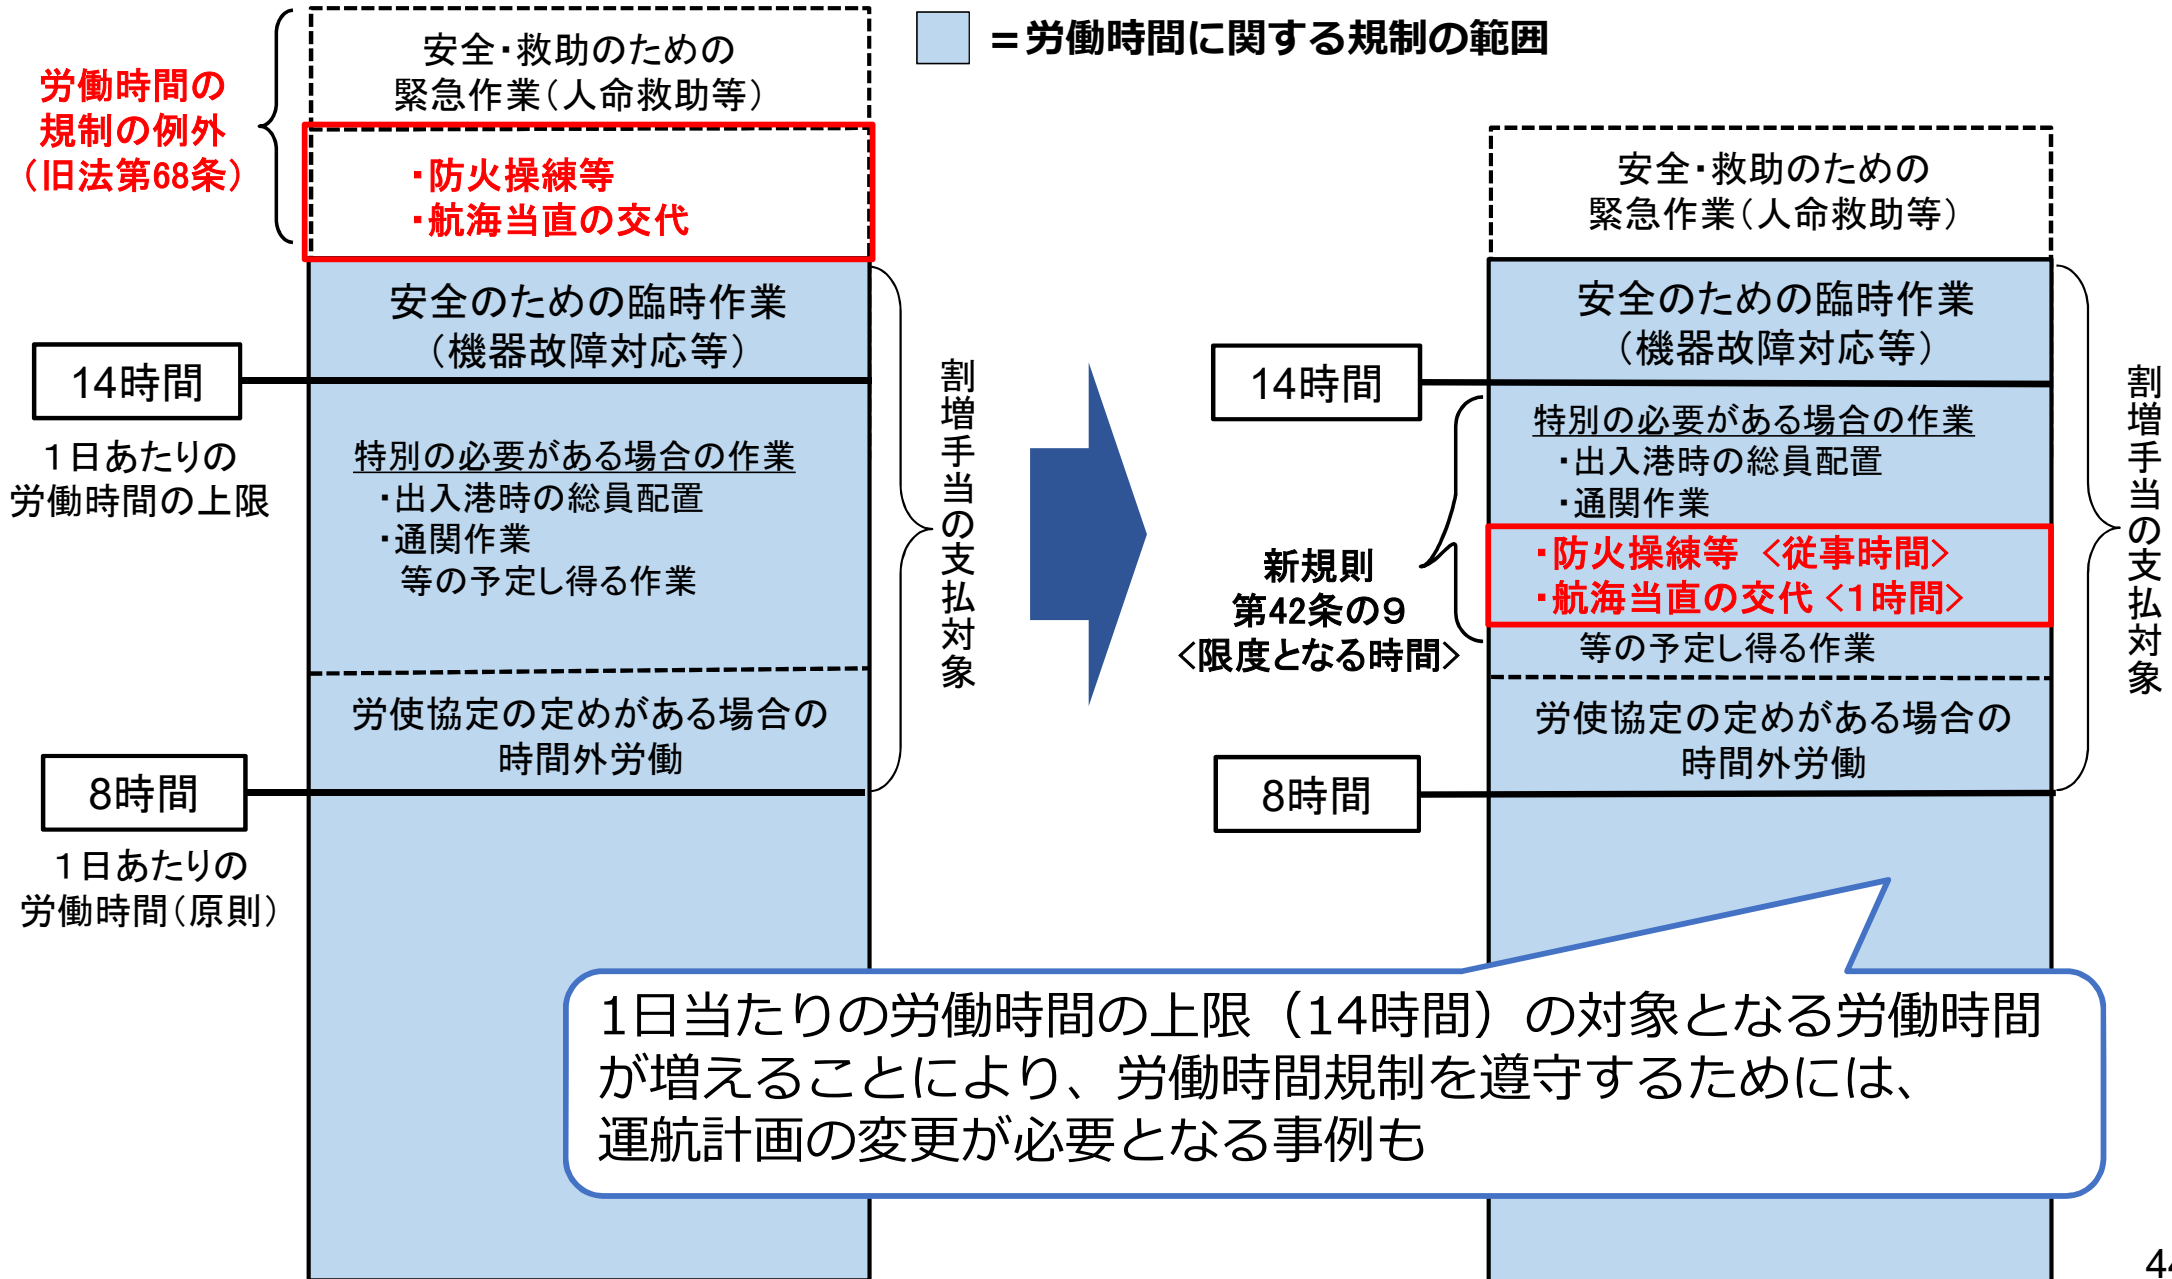 ＝労働時間に関する規制の範囲
安全・救助のための
緊急作業（人命救助等）
労働時間の
規制の例外
（旧法第68条）
・防火操練等
・航海当直の交代
安全のための臨時作業
（機器故障対応等）
14時間
1日あたりの
労働時間の上限
特別の必要がある場合の作業
・出入港時の総員配置
・通関作業
等の予定し得る作業
割増手当の支払対象
労使協定の定めがある場合の
時間外労働
8時間
1日あたりの
労働時間（原則）
安全・救助のための
緊急作業（人命救助等）
安全のための臨時作業
（機器故障対応等）
14時間
特別の必要がある場合の作業
・出入港時の総員配置
・通関作業
・防火操練等 <従事時間>
・航海当直の交代 <1時間>
等の予定し得る作業
新規則
第42条の9
<限度となる時間>
割増手当の支払対象
労使協定の定めがある場合の
時間外労働
8時間
1日当たりの労働時間の上限（14時間）の対象となる労働時間
が増えることにより、労働時間規制を遵守するためには、
運航計画の変更が必要となる事例も